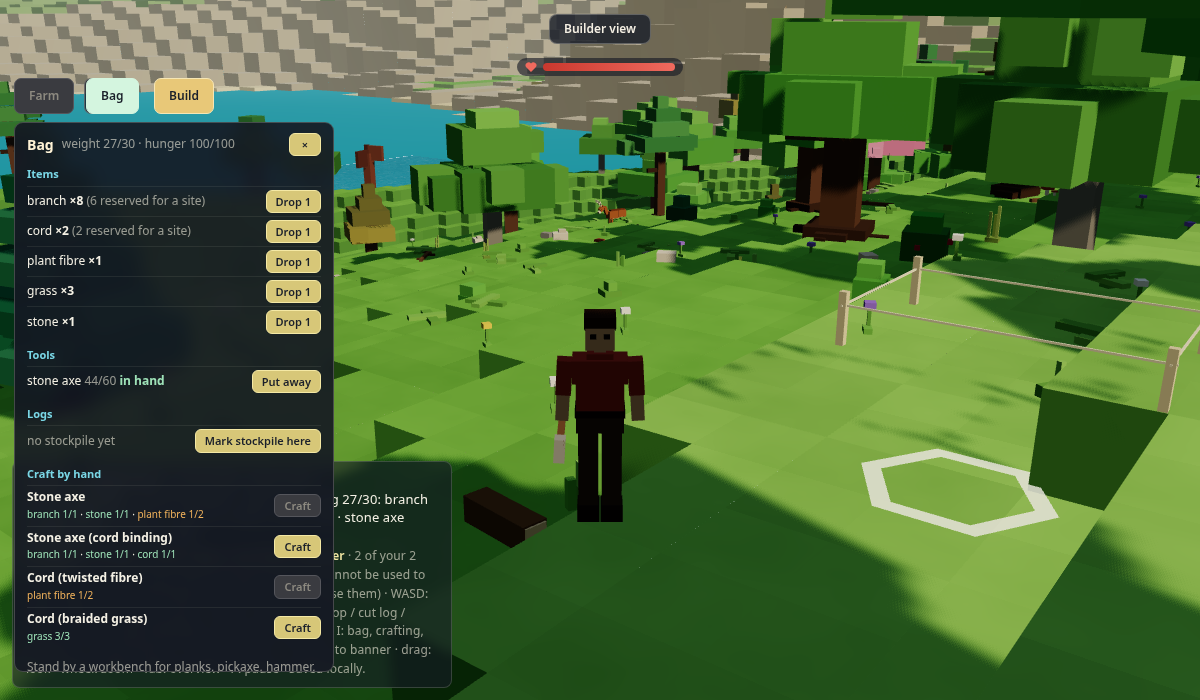 Builder view
Farm
Bag
Build
Bag weight 27/30 · hunger 100/100
×
Items
branch ×8 (6 reserved for a site)
Drop 1
cord ×2 (2 reserved for a site)
Drop 1
plant fibre ×1
Drop 1
grass ×3
Drop 1
stone ×1
Drop 1
Tools
stone axe 44/60 in hand
Put away
Logs
no stockpile yet
Mark stockpile here
Craft by hand
Stone axe
branch 1/1 · stone 1/1 · plant fibre 1/2
Craft
Stone axe (cord binding)
branch 1/1 · stone 1/1 · cord 1/1
Craft
Cord (twisted fibre)
plant fibre 1/2
Craft
Cord (braided grass)
grass 3/3
Craft
Stand by a workbench for planks, pickaxe, hammer.
27/30: branch
· stone axe
· 2 of your 2
be used to
them) · WASD:
/ cut log /
I: bag, crafting,
to banner · drag: